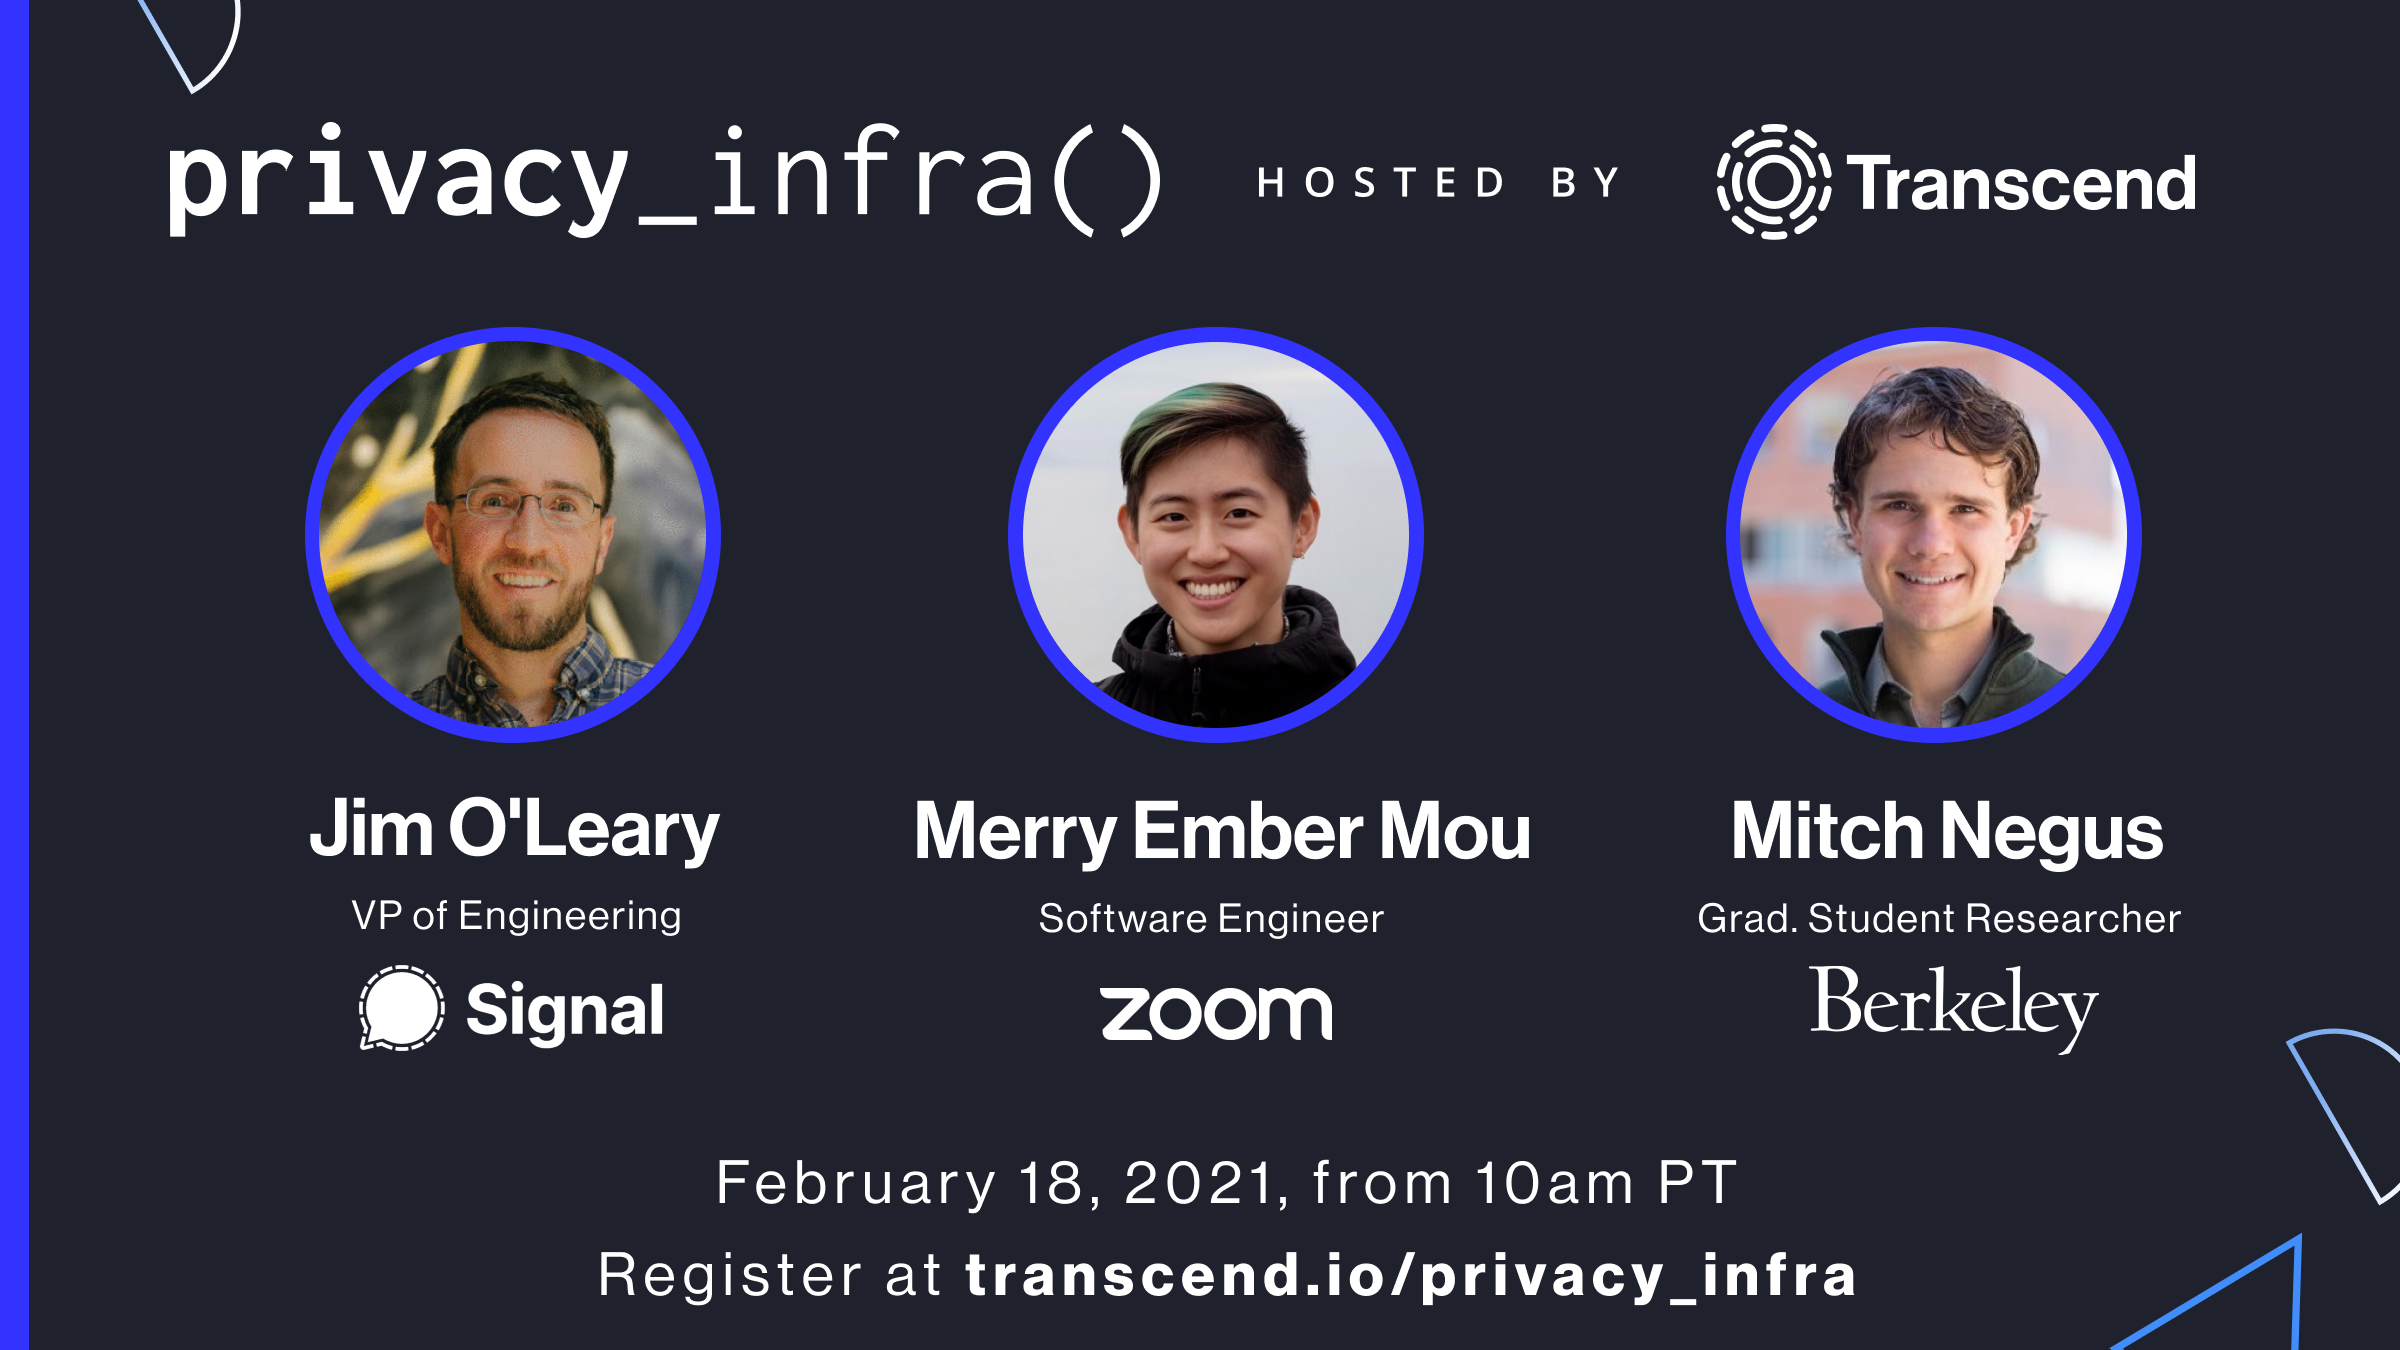 privacy_infra() HOSTED BY Transcend
Jim O'Leary
VP of Engineering
Signal
Merry Ember Mou
Software Engineer
zoom
Mitch Negus
Grad. Student Researcher
Berkeley
February 18, 2021, from 10am PT
Register at transcend.io/privacy_infra